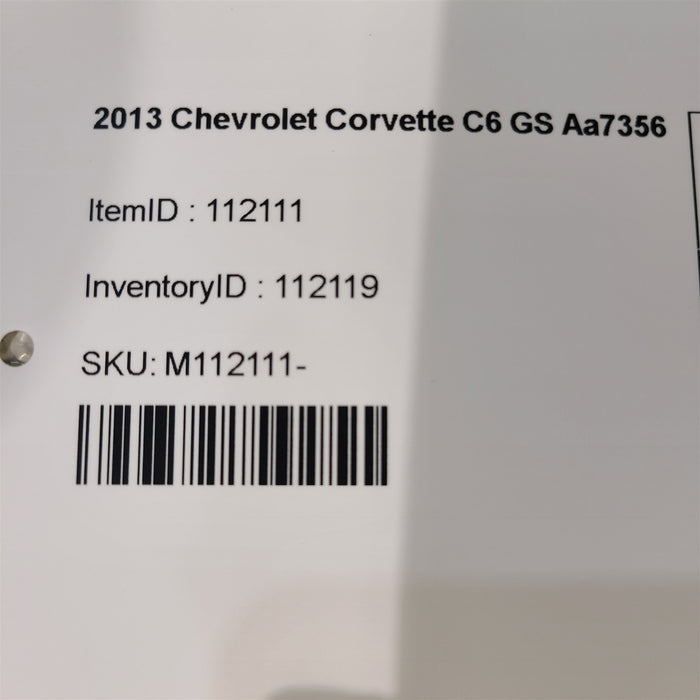 2013 Chevrolet Corvette C6 GS Aa7356
ItemID : 112111
InventoryID : 112119
SKU: M112111-